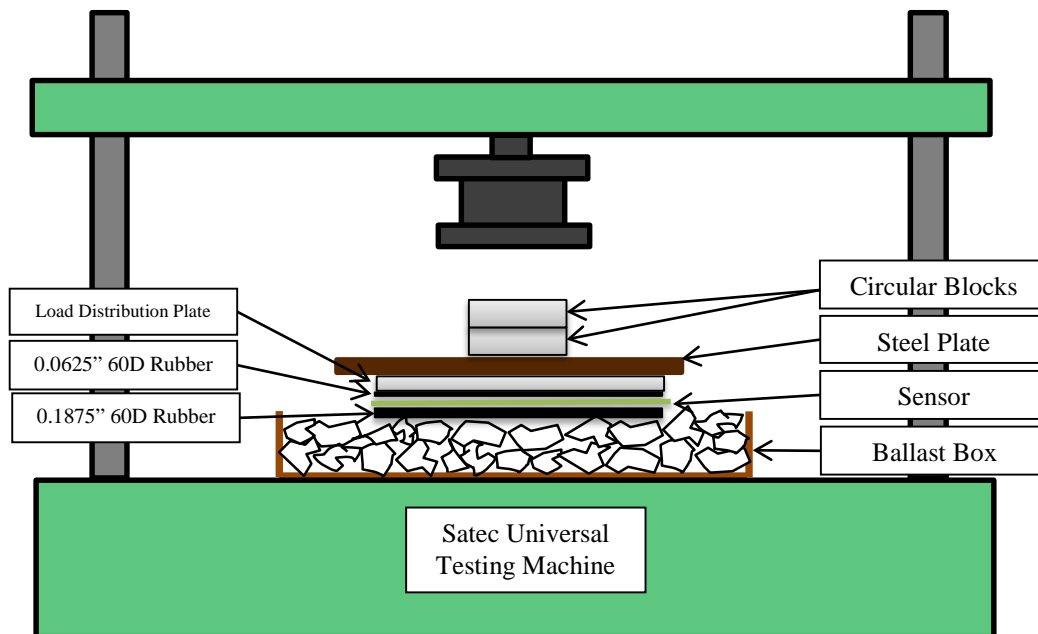 Load Distribution Plate
0.0625” 60D Rubber
0.1875” 60D Rubber
Circular Blocks
Steel Plate
Sensor
Ballast Box
Satec Universal
Testing Machine